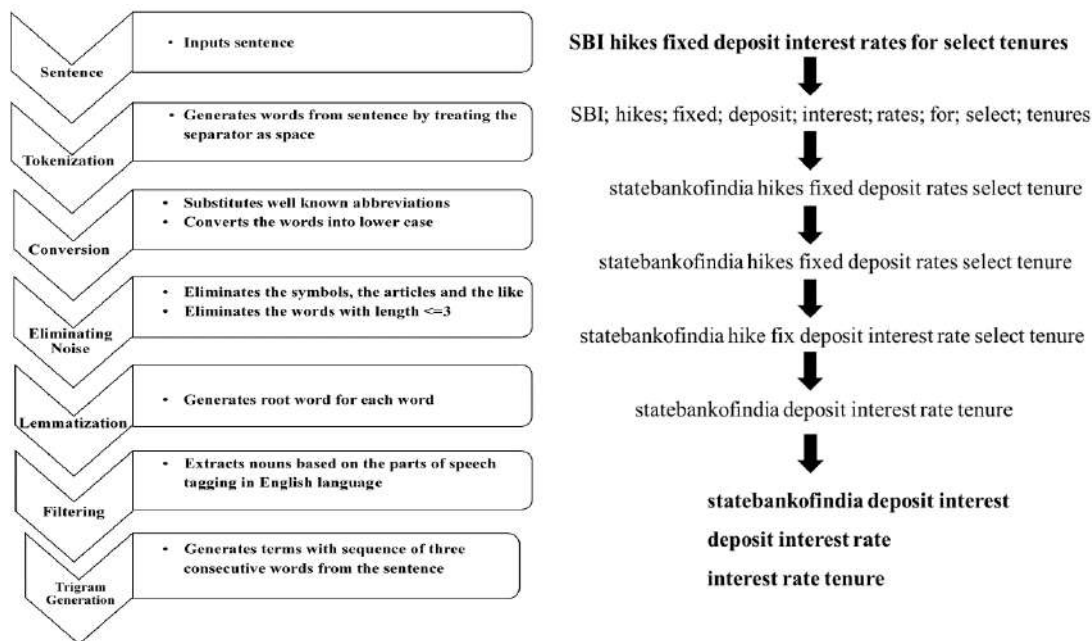 Sentence
• Inputs sentence
Tokenization
• Generates words from sentence by treating the
separator as space
Conversion
• Substitutes well known abbreviations
• Converts the words into lower case
Eliminating
Noise
• Eliminates the symbols, the articles and the like
• Eliminates the words with length <=3
Lemmatization
• Generates root word for each word
Filtering
• Extracts nouns based on the parts of speech
tagging in English language
Trigram
Generation
• Generates terms with sequence of three
consecutive words from the sentence
SBI hikes fixed deposit interest rates for select tenures
SBI; hikes; fixed; deposit; interest; rates; for; select; tenures
statebankofindia hikes fixed deposit rates select tenure
statebankofindia hikes fixed deposit rates select tenure
statebankofindia hike fix deposit interest rate select tenure
statebankofindia deposit interest rate tenure
statebankofindia deposit interest
deposit interest rate
interest rate tenure